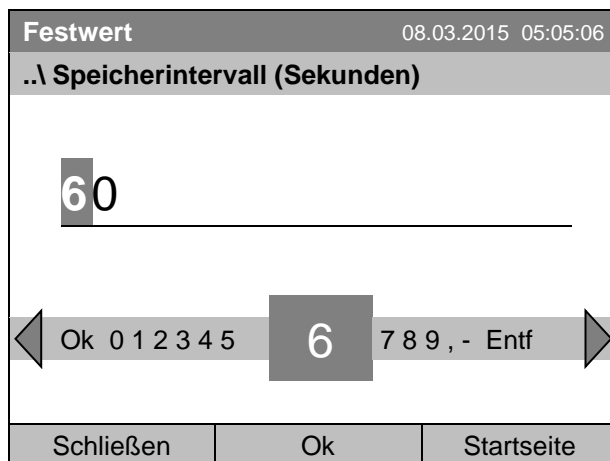 Festwert 08.03.2015 05:05:06
..\ Speicherintervall (Sekunden)
60
Ok 0 1 2 3 4 5 6 7 8 9 , - Entf
Schließen Ok Startseite